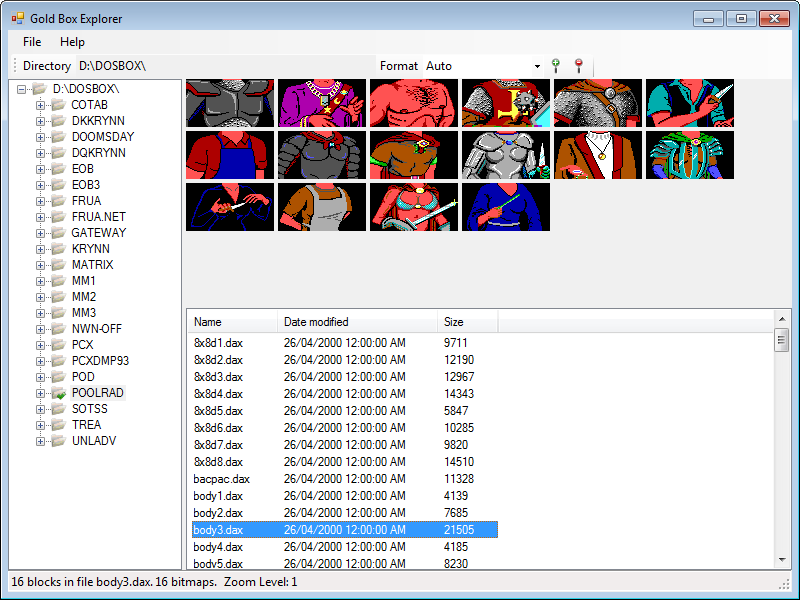 Gold Box Explorer
File Help
Directory D:\DOSBOX\ Format Auto
D:\DOSBOX\
COTAB
DKKRYNN
DOOMSDAY
DQKRYNN
EOB
EOB3
FRUA
FRUA.NET
GATEWAY
KRYNN
MATRIX
MM1
MM2
MM3
NWN-OFF
PCX
PCXDMP93
POD
POOLRAD
SOTSS
TREA
UNLADV
Name Date modified Size
8x8d1.dax 26/04/2000 12:00:00 AM 9711
8x8d2.dax 26/04/2000 12:00:00 AM 12190
8x8d3.dax 26/04/2000 12:00:00 AM 12967
8x8d4.dax 26/04/2000 12:00:00 AM 14343
8x8d5.dax 26/04/2000 12:00:00 AM 5847
8x8d6.dax 26/04/2000 12:00:00 AM 10285
8x8d7.dax 26/04/2000 12:00:00 AM 9820
8x8d8.dax 26/04/2000 12:00:00 AM 14510
bacpac.dax 26/04/2000 12:00:00 AM 11328
body1.dax 26/04/2000 12:00:00 AM 4139
body2.dax 26/04/2000 12:00:00 AM 7685
body3.dax 26/04/2000 12:00:00 AM 21505
body4.dax 26/04/2000 12:00:00 AM 4185
body5.dax 26/04/2000 12:00:00 AM 8230
16 blocks in file body3.dax. 16 bitmaps. Zoom Level: 1